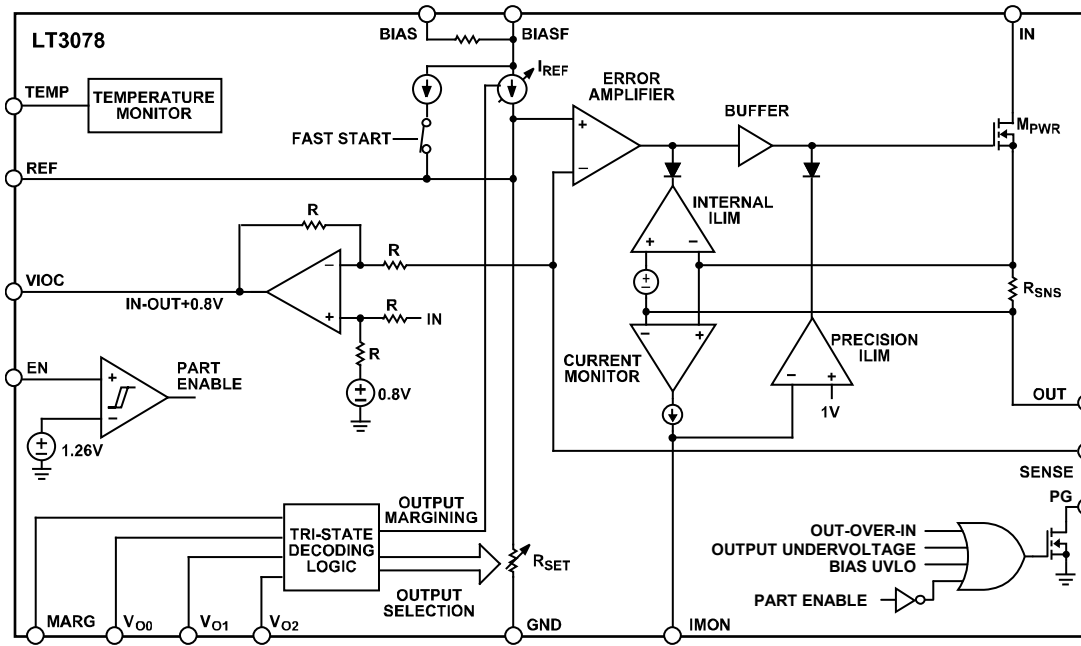 LT3078
BIAS
BIASF
IN
TEMP
TEMPERATURE
MONITOR
IREF
FAST START
ERROR
AMPLIFIER
BUFFER
MPWR
REF
+
−
INTERNAL
ILIM
+
−
R
R
−
+
R
IN
R
+
−
0.8V
VIOC
IN-OUT+0.8V
+
−
RSNS
−
+
CURRENT
MONITOR
PRECISION
ILIM
−
+
1V
OUT
EN
PART
ENABLE
+
−
+
−
1.26V
SENSE
PG
OUTPUT
MARGINING
TRI-STATE
DECODING
LOGIC
RSET
OUTPUT
SELECTION
OUT-OVER-IN
OUTPUT UNDERVOLTAGE
BIAS UVLO
PART ENABLE
MARG
VO0
VO1
VO2
GND
IMON